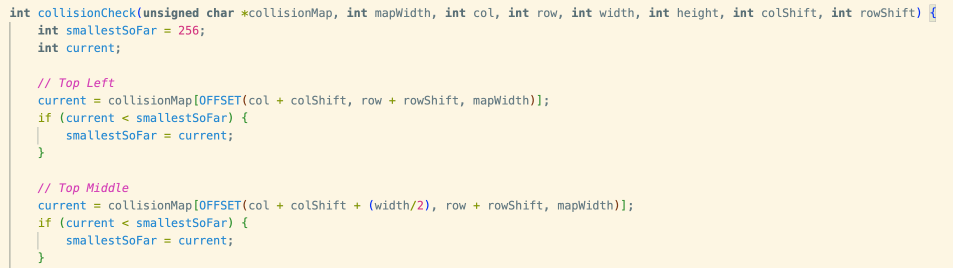 int collisionCheck(unsigned char *collisionMap, int mapWidth, int col, int row, int width, int height, int colShift, int rowShift) {
    int smallestSoFar = 256;
    int current;

    // Top Left
    current = collisionMap[OFFSET(col + colShift, row + rowShift, mapWidth)];
    if (current < smallestSoFar) {
        smallestSoFar = current;
    }

    // Top Middle
    current = collisionMap[OFFSET(col + colShift + (width/2), row + rowShift, mapWidth)];
    if (current < smallestSoFar) {
        smallestSoFar = current;
    }